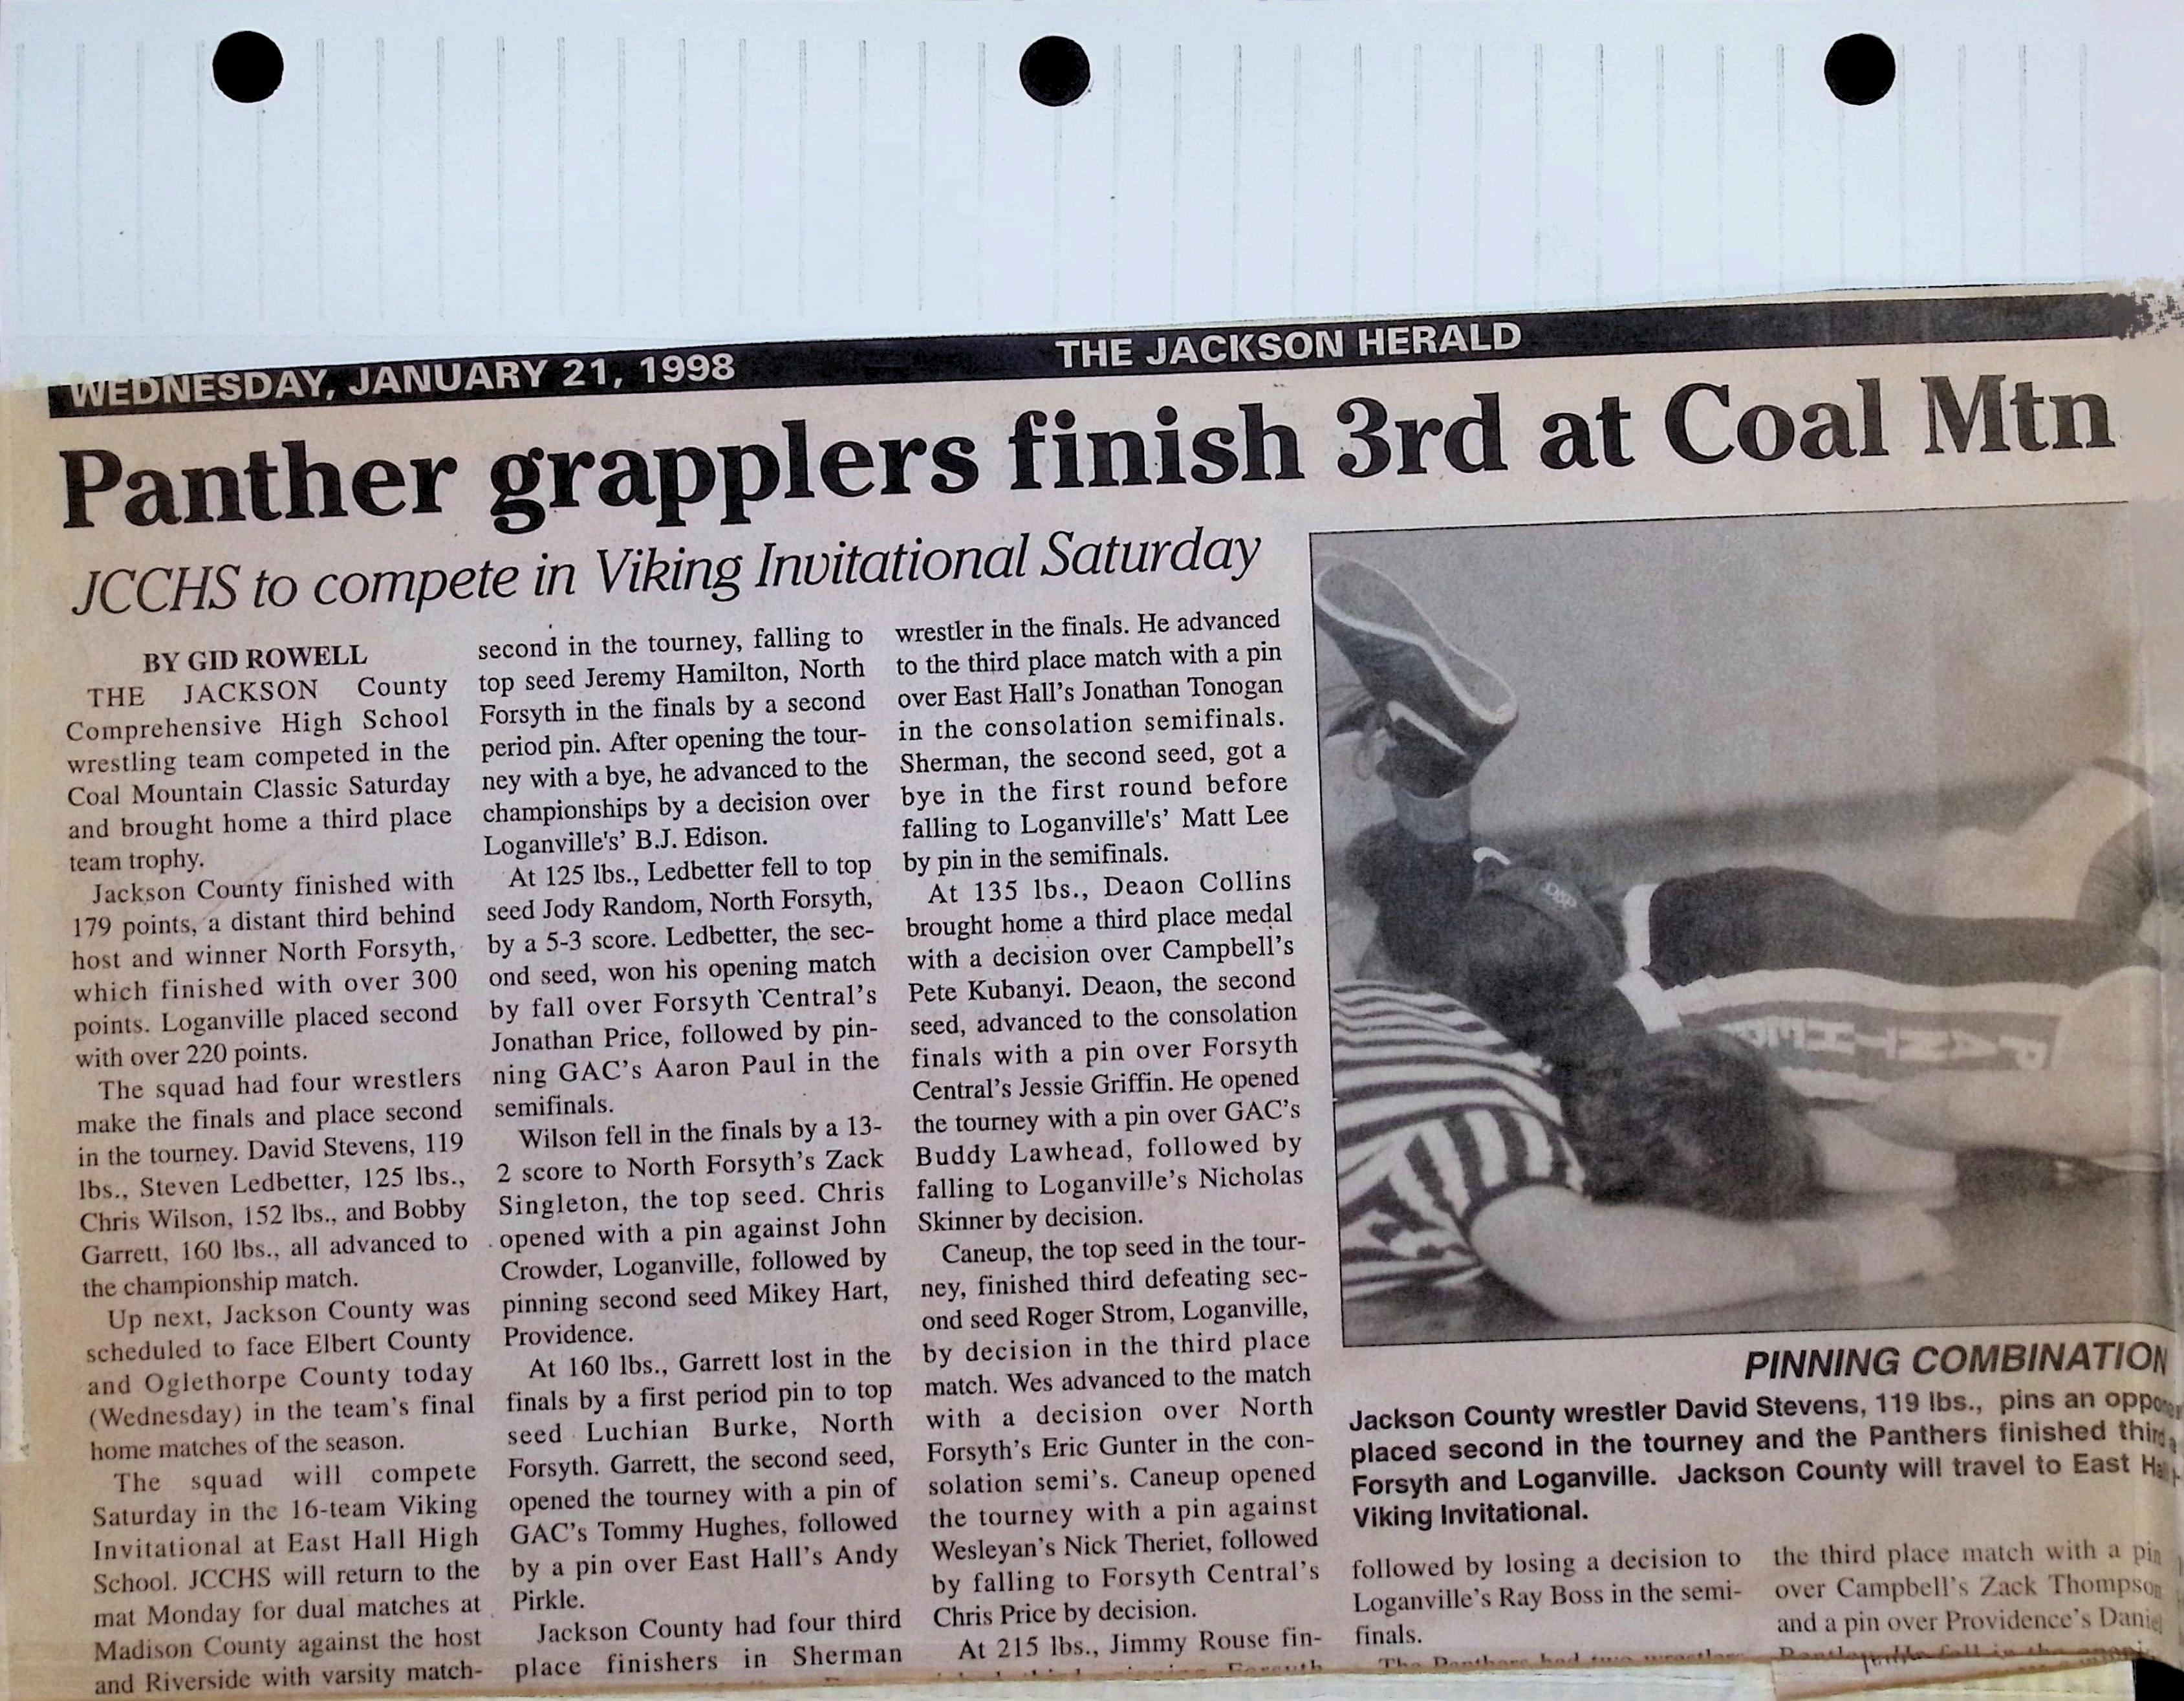 WEDNESDAY, JANUARY 21, 1998
THE JACKSON HERALD
Panther grapplers finish 3rd at Coal Mtn
JCCHS to compete in Viking Invitational Saturday
BY GID ROWELL
THE JACKSON County
Comprehensive High School
wrestling team competed in the
Coal Mountain Classic Saturday
and brought home a third place
team trophy.
Jackson County finished with
179 points, a distant third behind
host and winner North Forsyth,
which finished with over 300
points. Loganville placed second
with over 220 points.
The squad had four wrestlers
make the finals and place second
in the tourney. David Stevens, 119
lbs., Steven Ledbetter, 125 lbs.,
Chris Wilson, 152 lbs., and Bobby
Garrett, 160 lbs., all advanced to
the championship match.
Up next, Jackson County was
scheduled to face Elbert County
and Oglethorpe County today
(Wednesday) in the team's final
home matches of the season.
The squad will compete
Saturday in the 16-team Viking
Invitational at East Hall High
School. JCCHS will return to the
mat Monday for dual matches at
Madison County against the host
and Riverside with varsity match-
second in the tourney, falling to
top seed Jeremy Hamilton, North
Forsyth in the finals by a second
period pin. After opening the tour-
ney with a bye, he advanced to the
championships by a decision over
Loganville's' B.J. Edison.
At 125 lbs., Ledbetter fell to top
seed Jody Random, North Forsyth,
by a 5-3 score. Ledbetter, the sec-
ond seed, won his opening match
by fall over Forsyth Central's
Jonathan Price, followed by pin-
ning GAC's Aaron Paul in the
semifinals.
Wilson fell in the finals by a 13-
2 score to North Forsyth's Zack
Singleton, the top seed. Chris
opened with a pin against John
Crowder, Loganville, followed by
pinning second seed Mikey Hart,
Providence.
At 160 lbs., Garrett lost in the
finals by a first period pin to top
seed Luchian Burke, North
Forsyth. Garrett, the second seed,
opened the tourney with a pin of
GAC's Tommy Hughes, followed
by a pin over East Hall's Andy
Pirkle.
Jackson County had four third
place finishers in Sherman
wrestler in the finals. He advanced
to the third place match with a pin
over East Hall's Jonathan Tonogan
in the consolation semifinals.
Sherman, the second seed, got a
bye in the first round before
falling to Loganville's' Matt Lee
by pin in the semifinals.
At 135 lbs., Deaon Collins
brought home a third place medal
with a decision over Campbell's
Pete Kubanyi. Deaon, the second
seed, advanced to the consolation
finals with a pin over Forsyth
Central's Jessie Griffin. He opened
the tourney with a pin over GAC's
Buddy Lawhead, followed by
falling to Loganville's Nicholas
Skinner by decision.
Caneup, the top seed in the tour-
ney, finished third defeating sec-
ond seed Roger Strom, Loganville,
by decision in the third place
match. Wes advanced to the match
with a decision over North
Forsyth's Eric Gunter in the con-
solation semi's. Caneup opened
the tourney with a pin against
Wesleyan's Nick Theriet, followed
by falling to Forsyth Central's
Chris Price by decision.
At 215 lbs., Jimmy Rouse fin-
PANTHER
PINNING COMBINATION
Jackson County wrestler David Stevens, 119 lbs., pins an
placed second in the tourney and the Panthers finished third
Forsyth and Loganville. Jackson County will travel to East
Viking Invitational.
followed by losing a decision to
Loganville's Ray Boss in the semi-
finals.
The Panthers had two wrestlers
the third place match with a pin
over Campbell's Zack Thompson
and a pin over Providence's